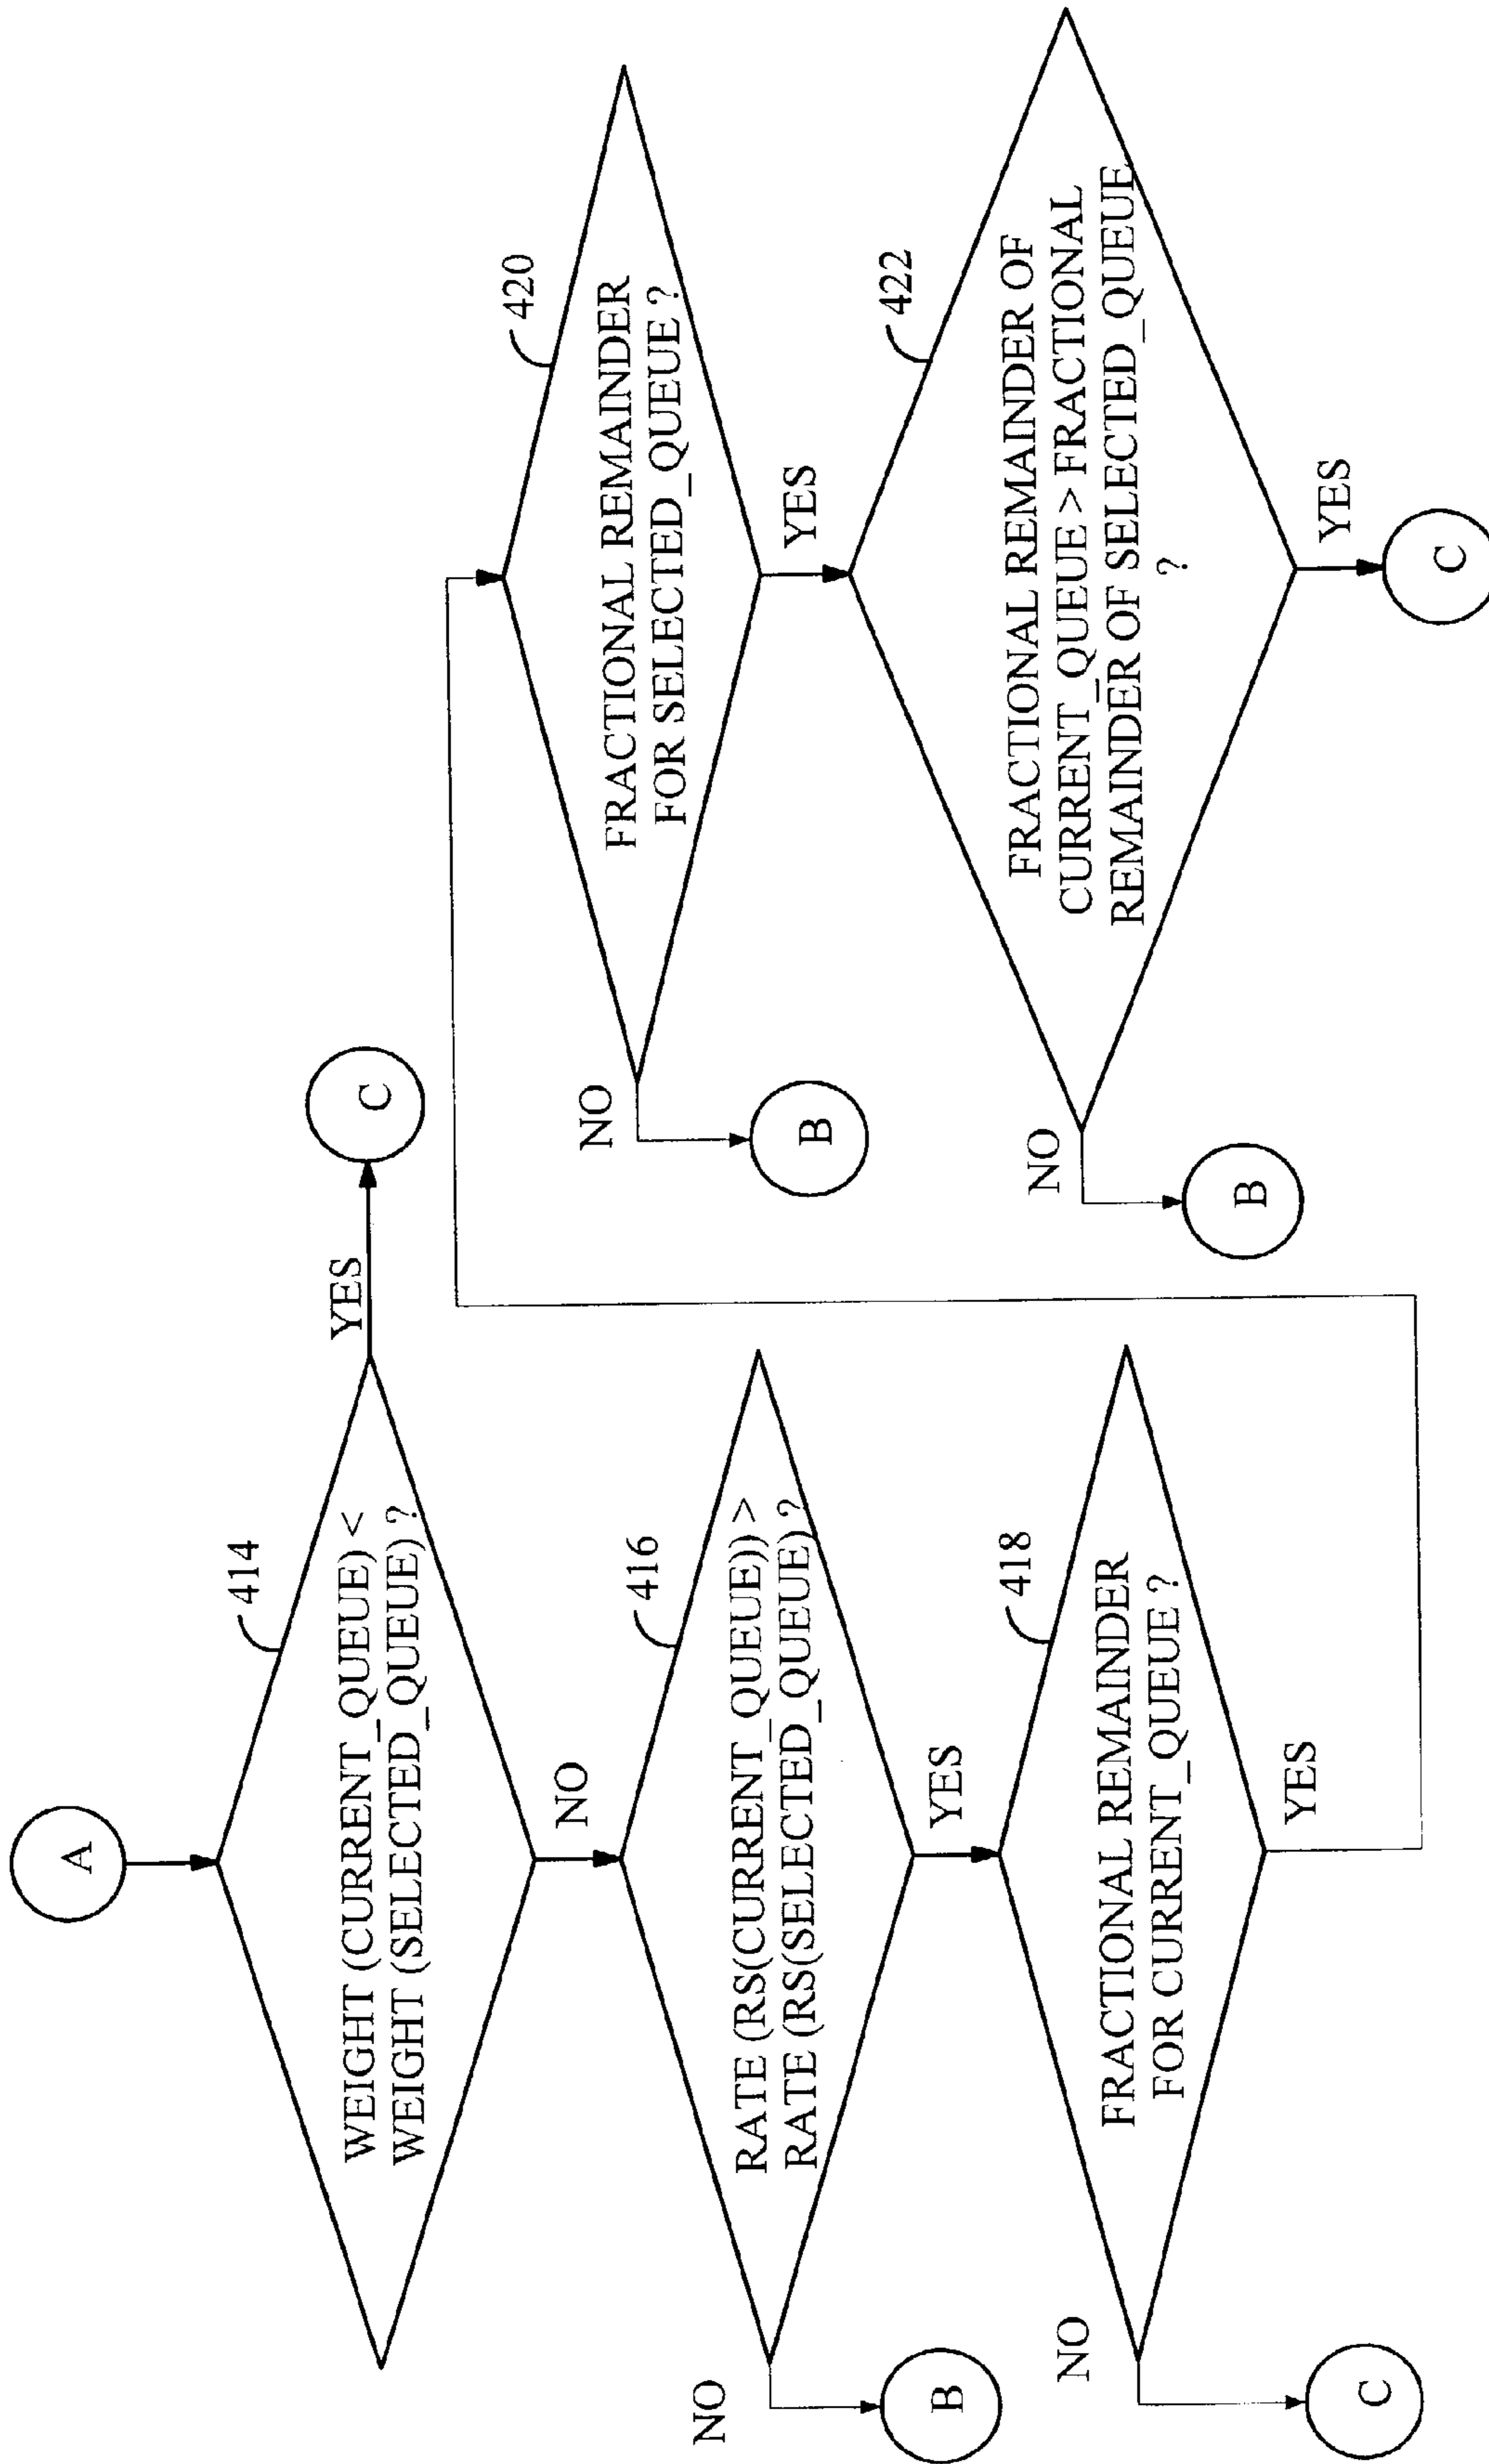 A
414
WEIGHT (CURRENT_QUEUE) <
WEIGHT (SELECTED_QUEUE) ?
YES
C
NO
416
RATE (RS(CURRENT_QUEUE)) >
RATE (RS(SELECTED_QUEUE) ?
NO
B
YES
418
FRACTIONAL REMAINDER
FOR CURRENT_QUEUE ?
NO
C
YES
420
FRACTIONAL REMAINDER
FOR SELECTED_QUEUE ?
NO
B
YES
422
FRACTIONAL REMAINDER OF
CURRENT_QUEUE > FRACTIONAL
REMAINDER OF SELECTED_QUEUE
?
NO
B
YES
C